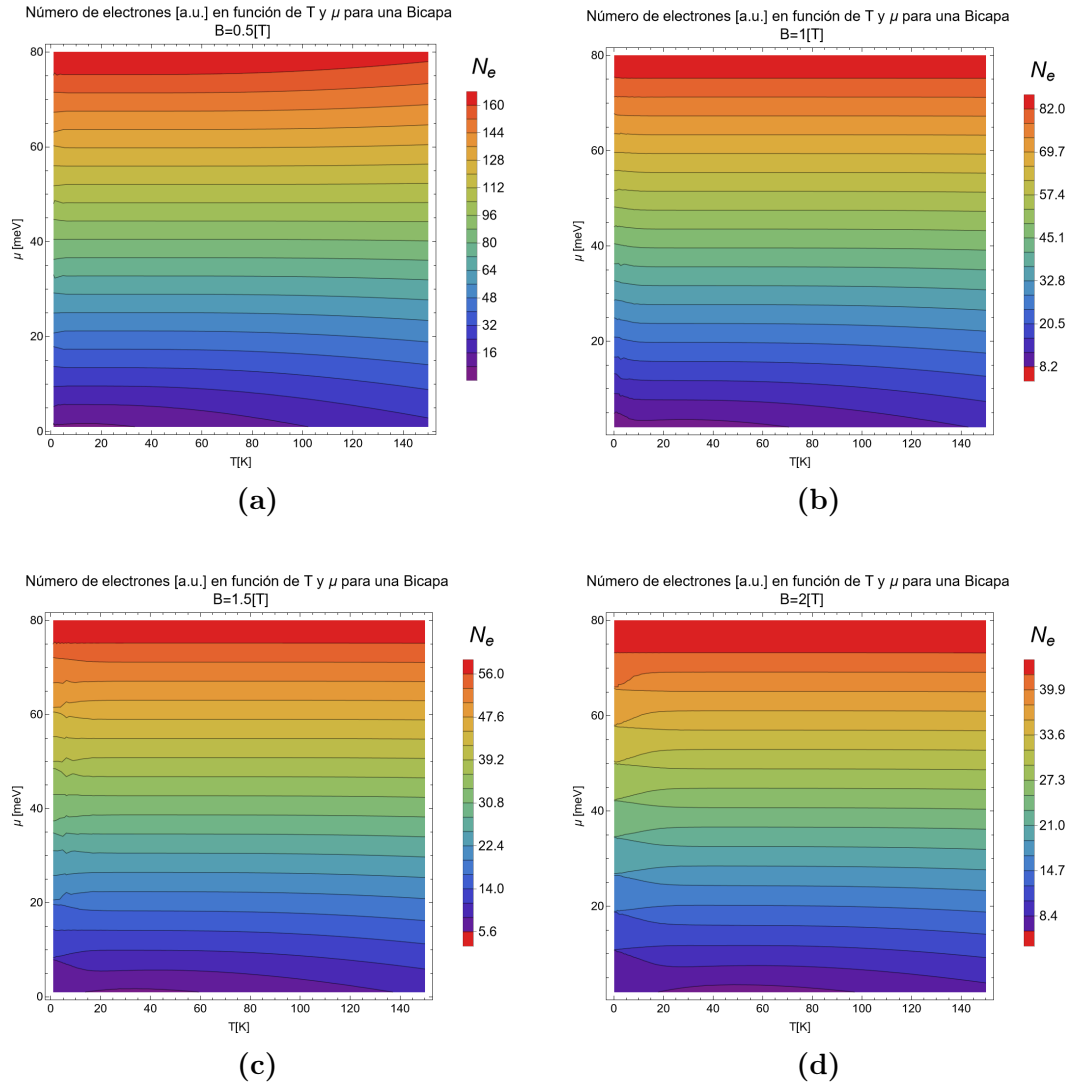 Número de electrones [a.u.] en función de T y μ para una Bicapa
B=0.5[T]
80
60
40
20
0
μ [meV]
0 20 40 60 80 100 120 140
T[K]
N_e
160
144
128
112
96
80
64
48
32
16
(a)
Número de electrones [a.u.] en función de T y μ para una Bicapa
B=1[T]
80
60
40
20
μ [meV]
0 20 40 60 80 100 120 140
T[K]
N_e
82.0
69.7
57.4
45.1
32.8
20.5
8.2
(b)
Número de electrones [a.u.] en función de T y μ para una Bicapa
B=1.5[T]
80
60
40
20
0
μ [meV]
0 20 40 60 80 100 120 140
T[K]
N_e
56.0
47.6
39.2
30.8
22.4
14.0
5.6
(c)
Número de electrones [a.u.] en función de T y μ para una Bicapa
B=2[T]
80
60
40
20
μ [meV]
0 20 40 60 80 100 120 140
T[K]
N_e
39.9
33.6
27.3
21.0
14.7
8.4
(d)